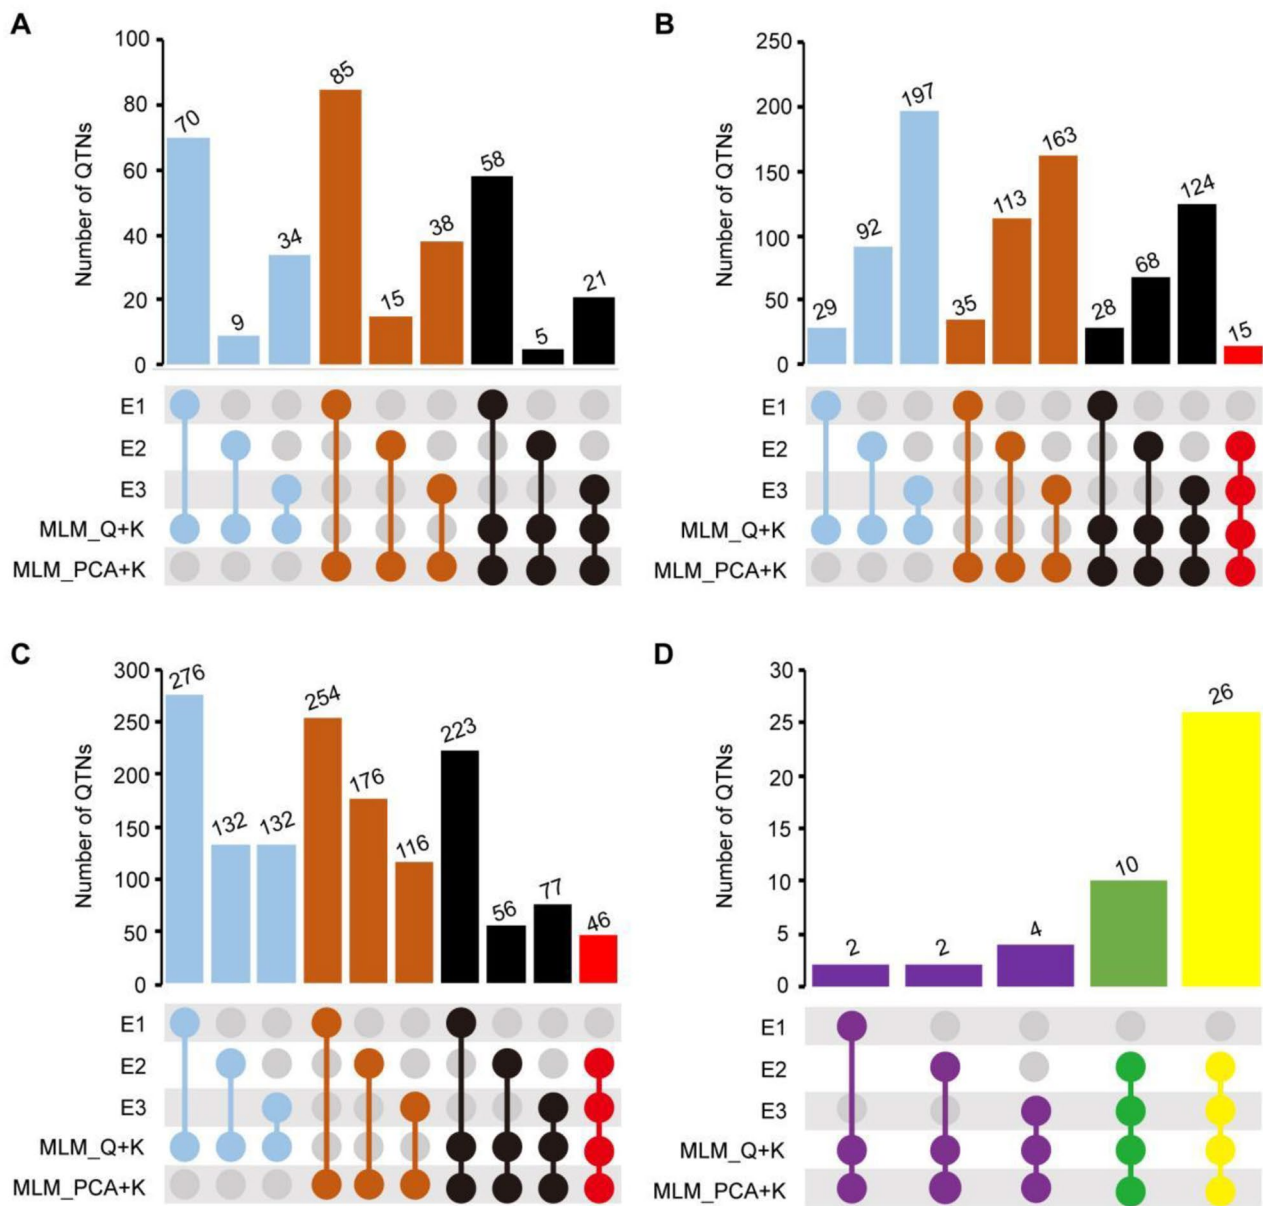 A
Number of QTNs
100
80
60
40
20
0
70
9
34
85
15
38
58
5
21
E1
E2
E3
MLM_Q+K
MLM_PCA+K
B
Number of QTNs
250
200
150
100
50
0
29
92
197
35
113
163
28
68
124
15
E1
E2
E3
MLM_Q+K
MLM_PCA+K
C
Number of QTNs
300
250
200
150
100
50
0
276
132
132
254
176
116
223
56
77
46
E1
E2
E3
MLM_Q+K
MLM_PCA+K
D
Number of QTNs
30
25
20
15
10
5
0
2
2
4
10
26
E1
E2
E3
MLM_Q+K
MLM_PCA+K